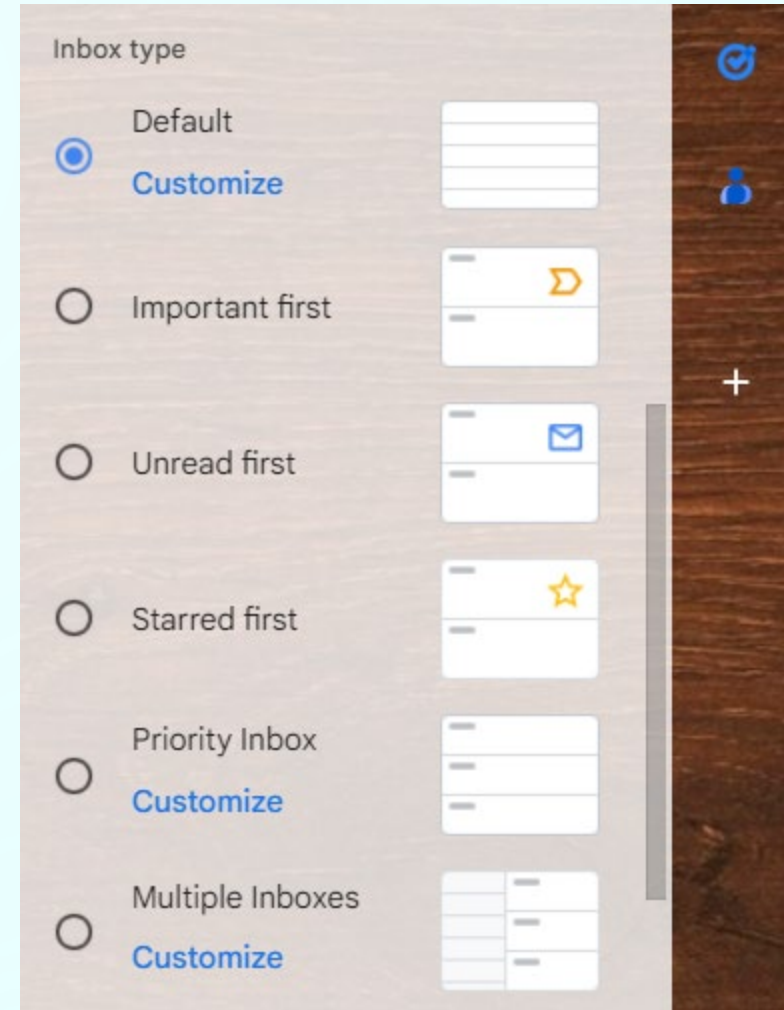 Inbox type
Default
Customize
Important first
Unread first
Starred first
Priority Inbox
Customize
Multiple Inboxes
Customize